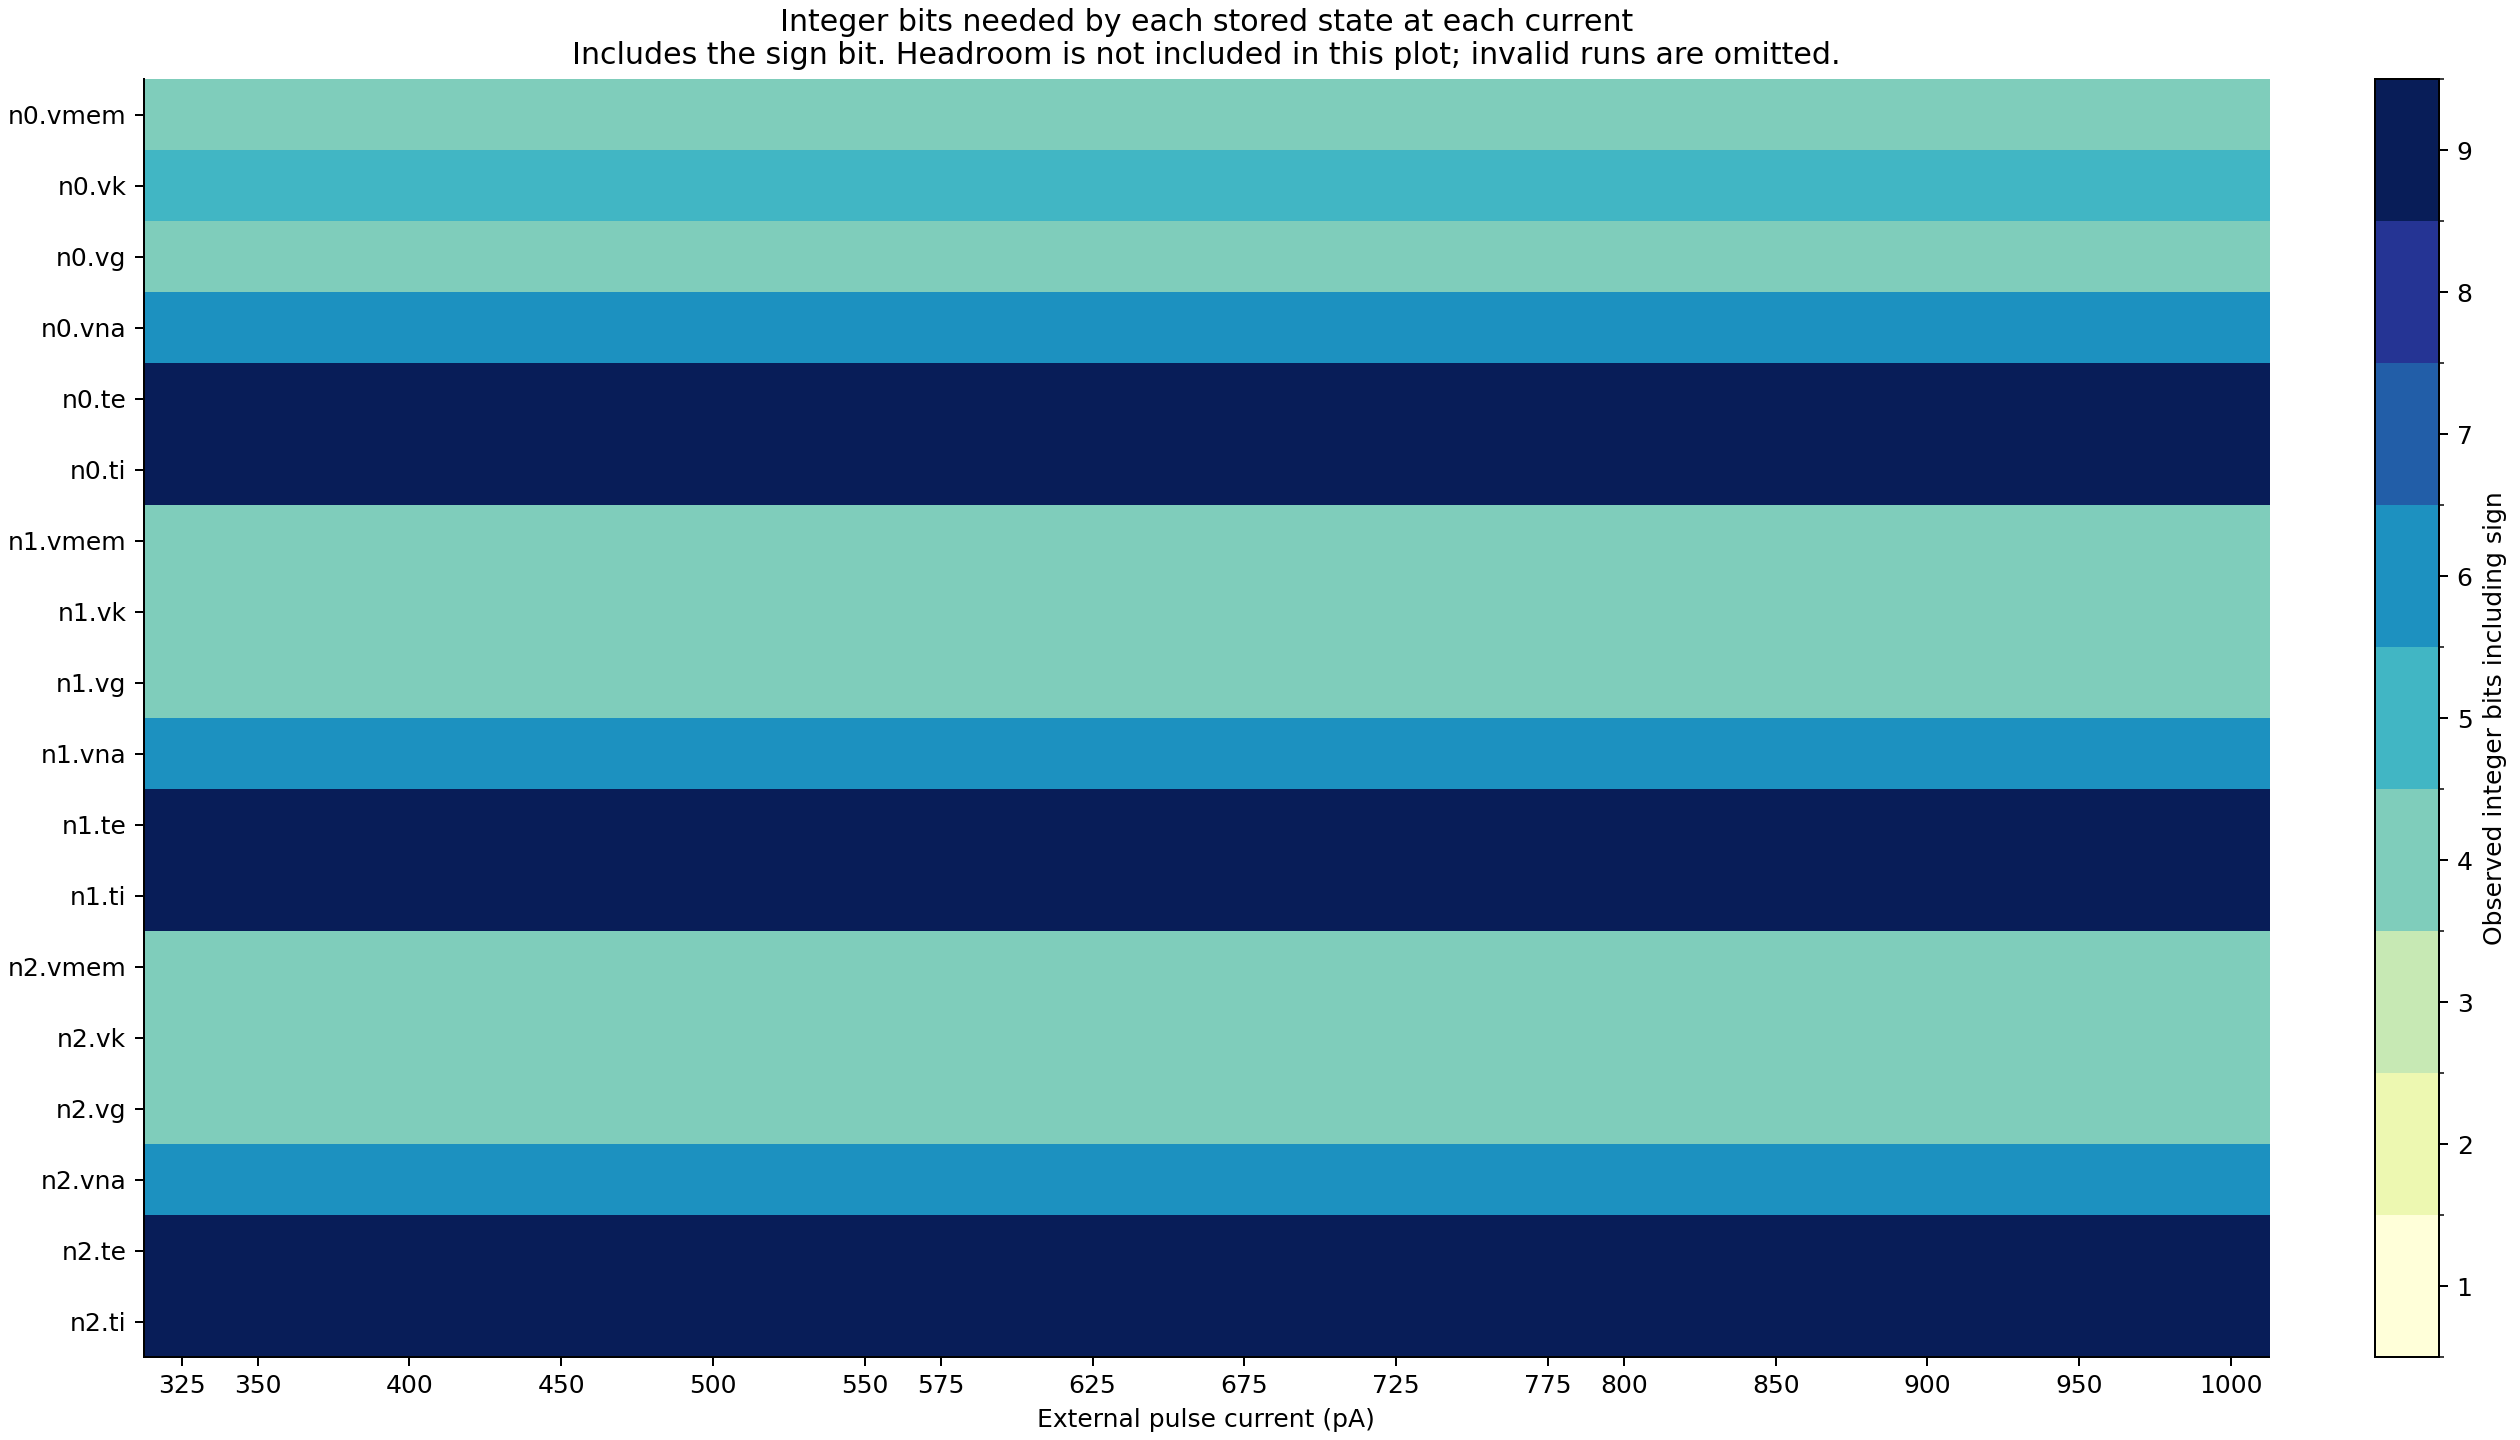 Integer bits needed by each stored state at each current
Includes the sign bit. Headroom is not included in this plot; invalid runs are omitted.
n0.vmem
n0.vk
n0.vg
n0.vna
n0.te
n0.ti
n1.vmem
n1.vk
n1.vg
n1.vna
n1.te
n1.ti
n2.vmem
n2.vk
n2.vg
n2.vna
n2.te
n2.ti
325 350 400 450 500 550 575 625 675 725 775 800 850 900 950 1000
External pulse current (pA)
9
8
7
6
5
4
3
2
1
Observed integer bits including sign